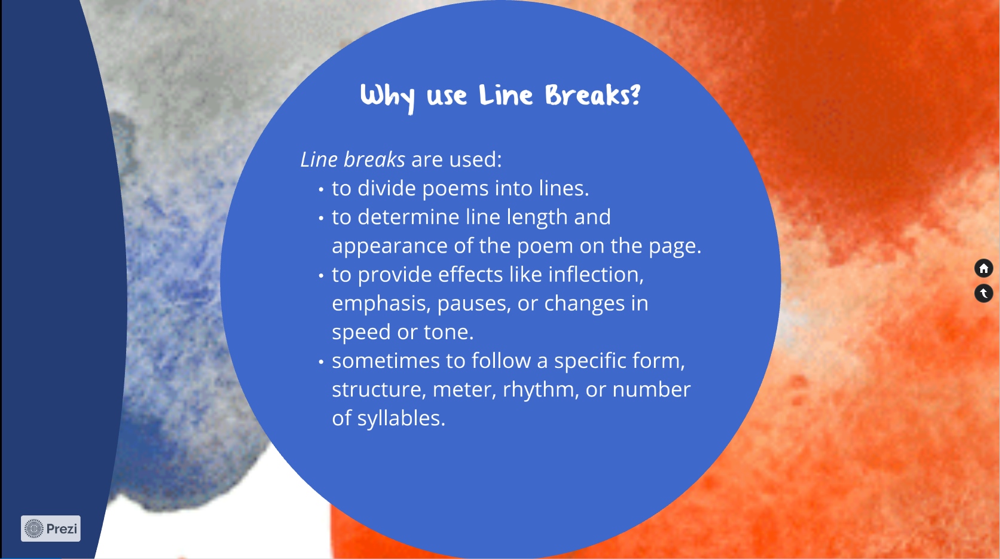 Why use Line Breaks?
Line breaks are used:
• to divide poems into lines.
• to determine line length and
appearance of the poem on the page.
• to provide effects like inflection,
emphasis, pauses, or changes in
speed or tone.
• sometimes to follow a specific form,
structure, meter, rhythm, or number
of syllables.
Prezi